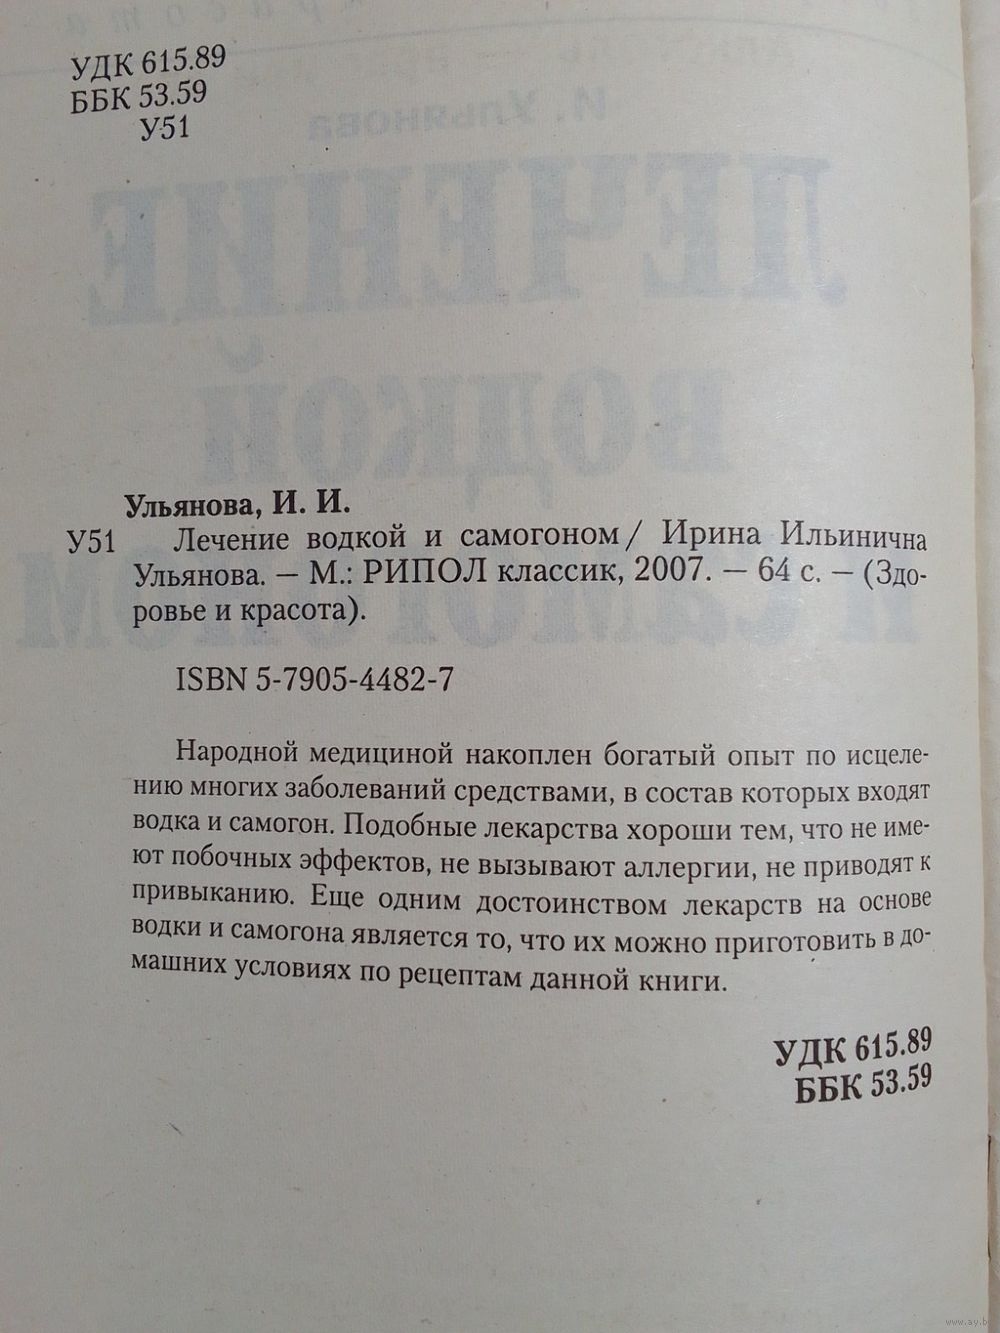 УДК 615.89
ББК 53.59
У51
И. Ульянова
ЛЕЧЕНИЕ
ВОДКОЙ
И САМОГОНОМ
Ульянова, И. И.
У51 Лечение водкой и самогоном / Ирина Ильинична
Ульянова. — М.: РИПОЛ классик, 2007. — 64 с. — (Здо-
ровье и красота).
ISBN 5-7905-4482-7
Народной медициной накоплен богатый опыт по исцеле-
нию многих заболеваний средствами, в состав которых входят
водка и самогон. Подобные лекарства хороши тем, что не име-
ют побочных эффектов, не вызывают аллергии, не приводят к
привыканию. Еще одним достоинством лекарств на основе
водки и самогона является то, что их можно приготовить в до-
машних условиях по рецептам данной книги.
УДК 615.89
ББК 53.59